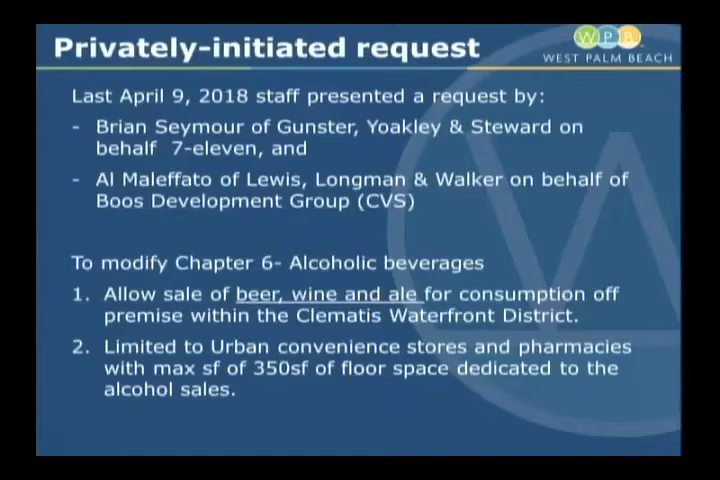 Privately-initiated request
WPB
WEST PALM BEACH
Last April 9, 2018 staff presented a request by:
- Brian Seymour of Gunster, Yoakley & Steward on
behalf 7-eleven, and
- Al Maleffato of Lewis, Longman & Walker on behalf of
Boos Development Group (CVS)
To modify Chapter 6- Alcoholic beverages
1. Allow sale of beer, wine and ale for consumption off
premise within the Clematis Waterfront District.
2. Limited to Urban convenience stores and pharmacies
with max sf of 350sf of floor space dedicated to the
alcohol sales.